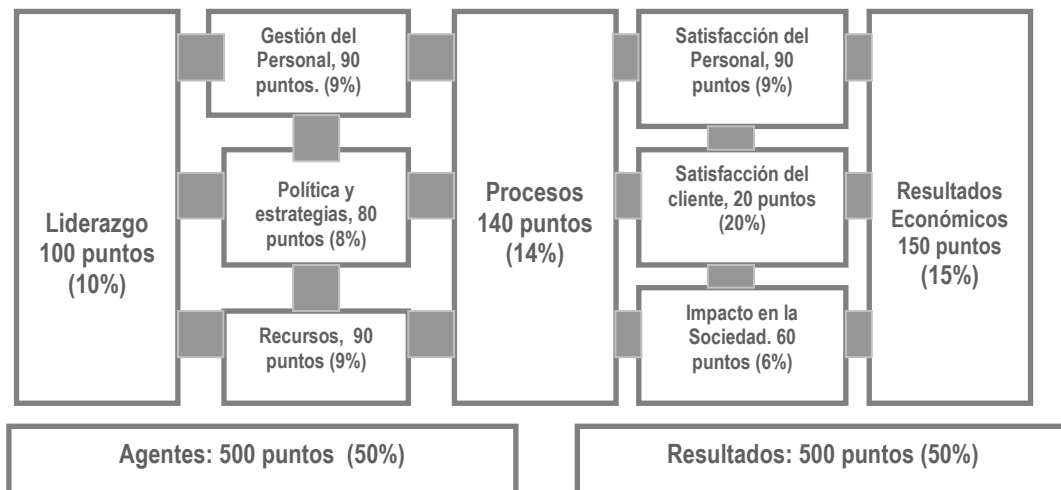 Liderazgo
100 puntos
(10%)
Gestión del
Personal, 90
puntos. (9%)
Política y
estrategias, 80
puntos (8%)
Recursos, 90
puntos (9%)
Procesos
140 puntos
(14%)
Satisfacción del
Personal, 90
puntos (9%)
Satisfacción del
cliente, 20 puntos
(20%)
Impacto en la
Sociedad. 60
puntos (6%)
Resultados
Económicos
150 puntos
(15%)
Agentes: 500 puntos (50%)
Resultados: 500 puntos (50%)